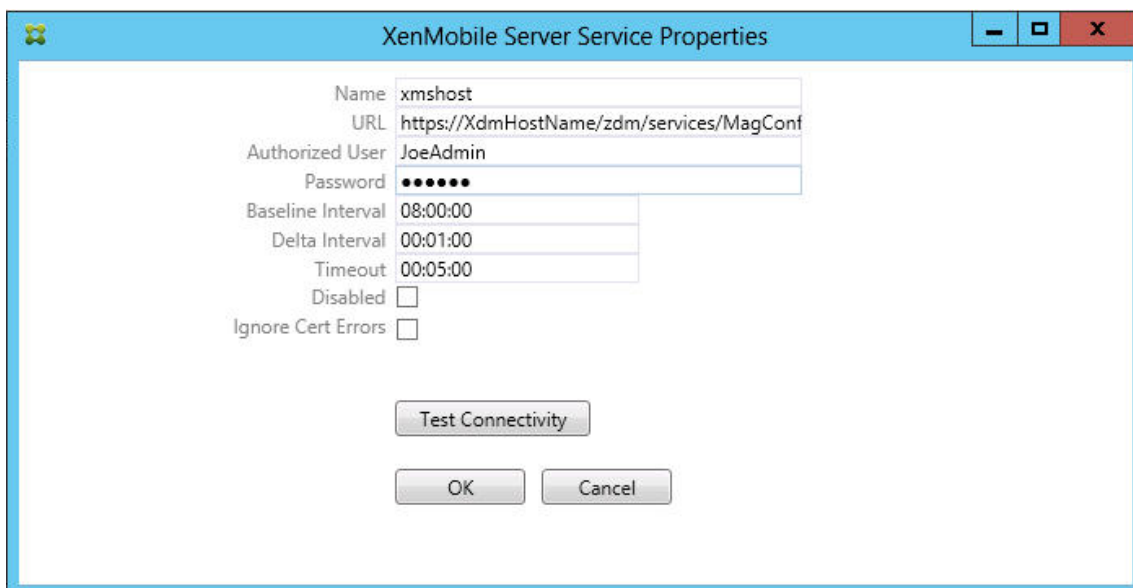 XenMobile Server Service Properties
Name xmshost
URL https://XdmHostName/zdm/services/MagConf
Authorized User JoeAdmin
Password ●●●●●●
Baseline Interval 08:00:00
Delta Interval 00:01:00
Timeout 00:05:00
Disabled
Ignore Cert Errors
Test Connectivity
OK Cancel